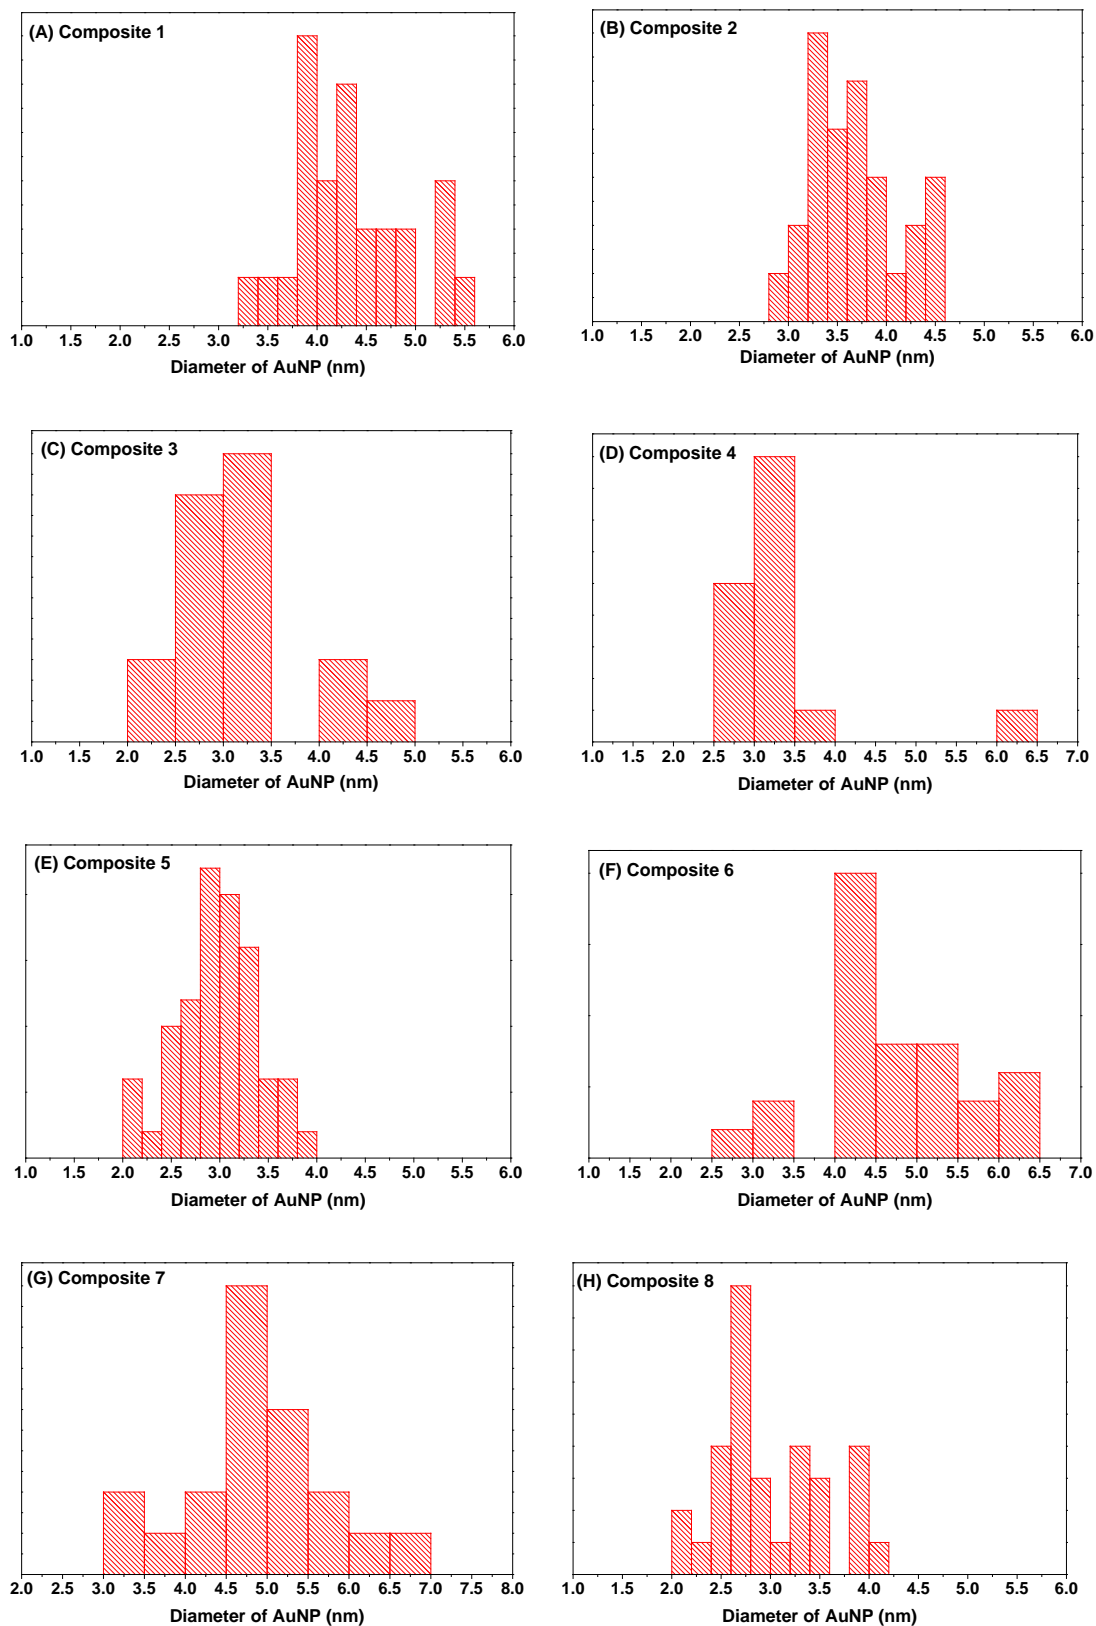 (A) Composite 1
1.0 1.5 2.0 2.5 3.0 3.5 4.0 4.5 5.0 5.5 6.0
Diameter of AuNP (nm)
(B) Composite 2
1.0 1.5 2.0 2.5 3.0 3.5 4.0 4.5 5.0 5.5 6.0
Diameter of AuNP (nm)
(C) Composite 3
1.0 1.5 2.0 2.5 3.0 3.5 4.0 4.5 5.0 5.5 6.0
Diameter of AuNP (nm)
(D) Composite 4
1.0 1.5 2.0 2.5 3.0 3.5 4.0 4.5 5.0 5.5 6.0 6.5 7.0
Diameter of AuNP (nm)
(E) Composite 5
1.0 1.5 2.0 2.5 3.0 3.5 4.0 4.5 5.0 5.5 6.0
Diameter of AuNP (nm)
(F) Composite 6
1.0 1.5 2.0 2.5 3.0 3.5 4.0 4.5 5.0 5.5 6.0 6.5 7.0
Diameter of AuNP (nm)
(G) Composite 7
2.0 2.5 3.0 3.5 4.0 4.5 5.0 5.5 6.0 6.5 7.0 7.5 8.0
Diameter of AuNP (nm)
(H) Composite 8
1.0 1.5 2.0 2.5 3.0 3.5 4.0 4.5 5.0 5.5 6.0
Diameter of AuNP (nm)